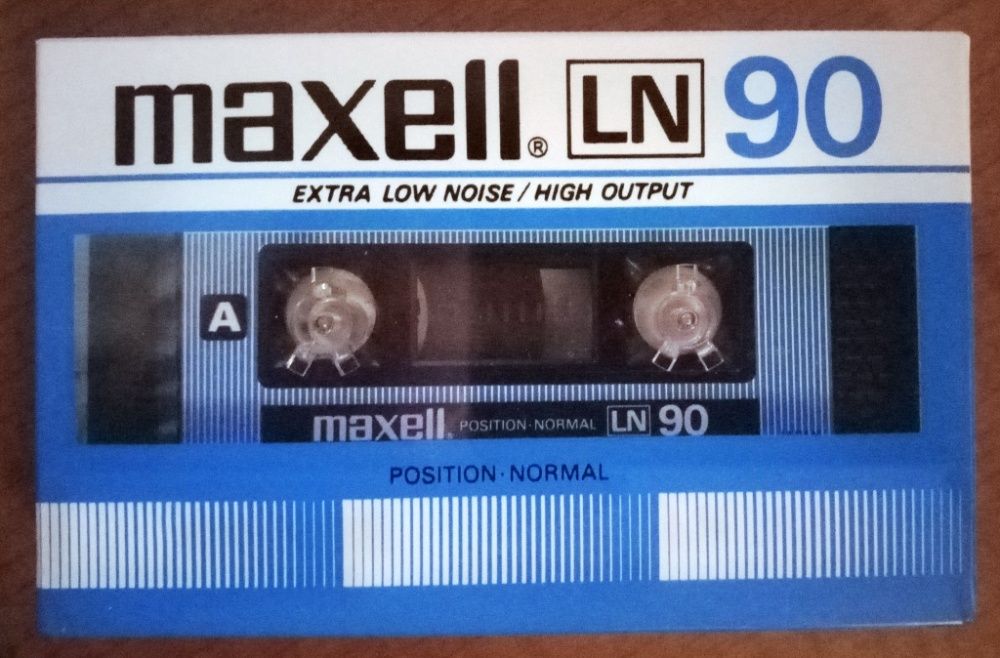 maxell® LN 90
EXTRA LOW NOISE / HIGH OUTPUT
A
maxell® POSITION·NORMAL LN 90
POSITION·NORMAL